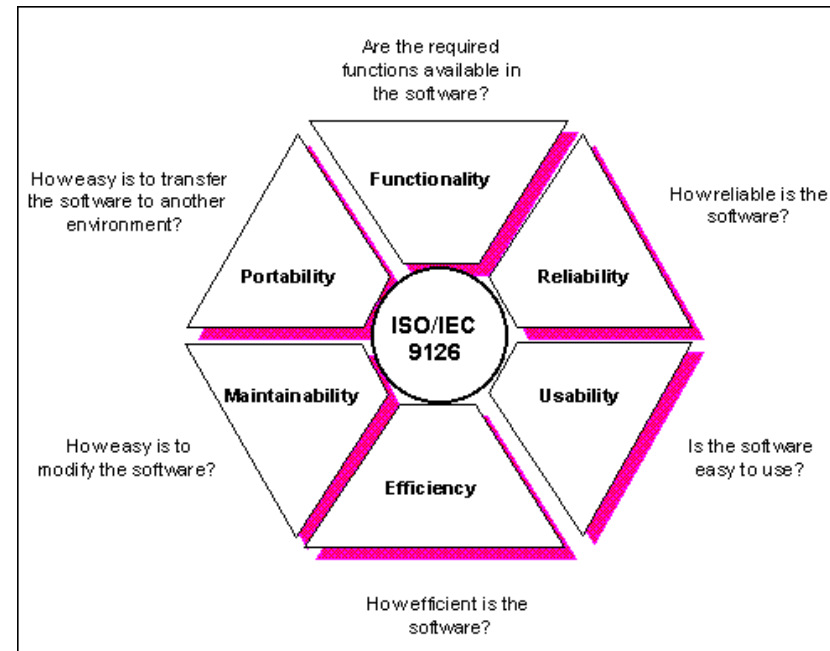 Are the required
functions available in
the software?
Functionality
How easy is to transfer
the software to another
environment?
Portability
How reliable is the
software?
Reliability
ISO/IEC
9126
Maintainability
How easy is to
modify the software?
Usability
Is the software
easy to use?
Efficiency
How efficient is the
software?